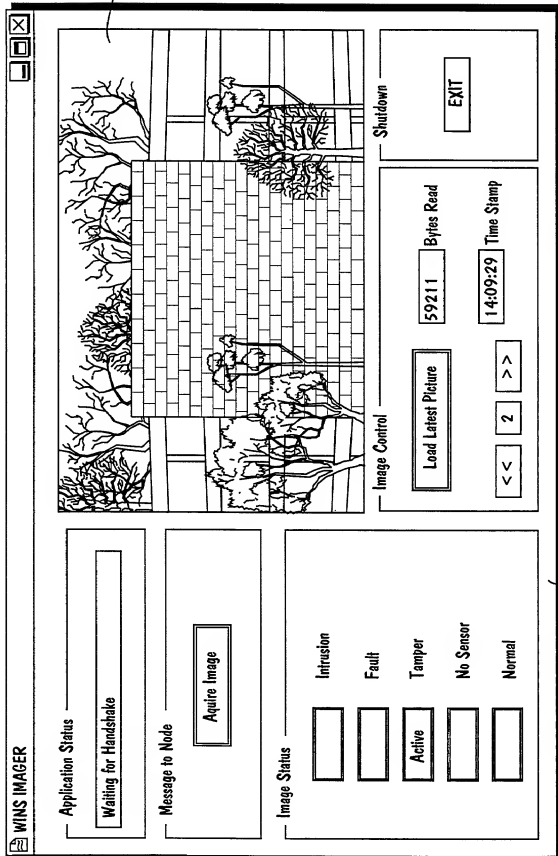 WINS IMAGER
Application Status
Waiting for Handshake
Message to Node
Aquire Image
Image Status
Intrusion
Fault
Active Tamper
No Sensor
Normal
Image Control
Load Latest Picture
59211 Bytes Read
14:09:29 Time Stamp
<< 2 >>
Shutdown
EXIT